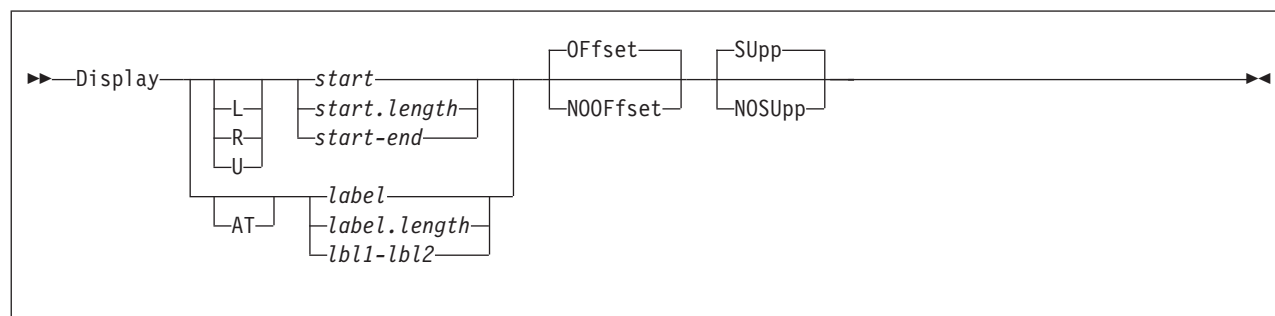 OFfset SUpp
Display start
L start.length NOOFfset NOSUpp
R start-end
U
label
AT label.length
lbl1-lbl2